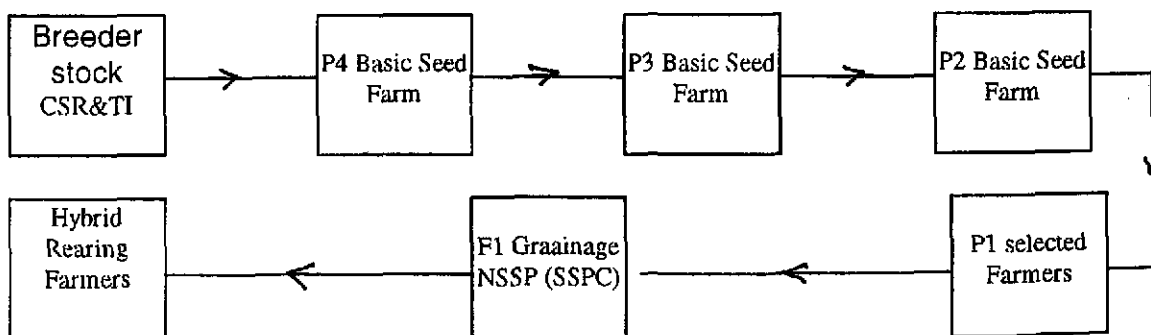 Breeder
stock
CSR&TI
P4 Basic Seed
Farm
P3 Basic Seed
Farm
P2 Basic Seed
Farm
P1 selected
Farmers
F1 Graainage
NSSP (SSPC)
Hybrid
Rearing
Farmers